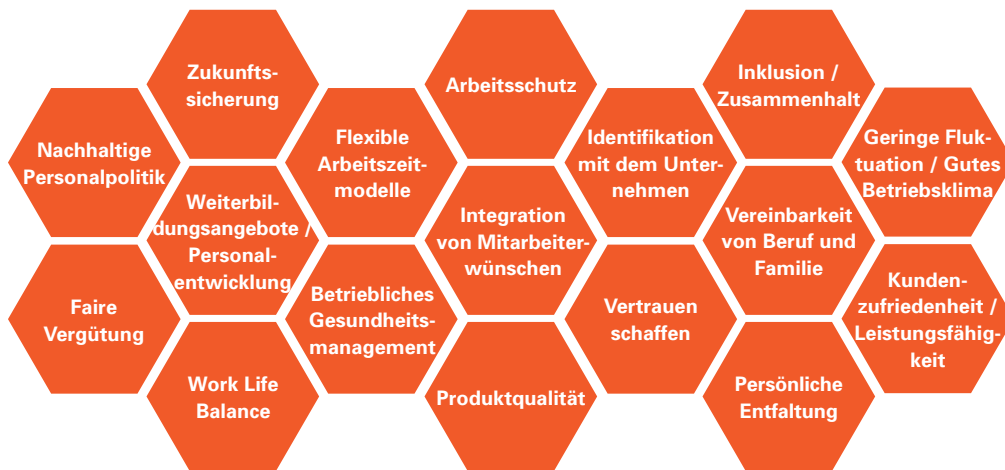 Zukunfts-
sicherung
Arbeitsschutz
Inklusion /
Zusammenhalt
Nachhaltige
Personalpolitik
Flexible
Arbeitszeit-
modelle
Identifikation
mit dem Unter-
nehmen
Geringe Fluk-
tuation / Gutes
Betriebsklima
Weiterbil-
dungsangebote /
Personal-
entwicklung
Integration
von Mitarbeiter-
wünschen
Vereinbarkeit
von Beruf und
Familie
Faire
Vergütung
Betriebliches
Gesundheits-
management
Vertrauen
schaffen
Kunden-
zufriedenheit /
Leistungsfähig-
keit
Work Life
Balance
Produktqualität
Persönliche
Entfaltung